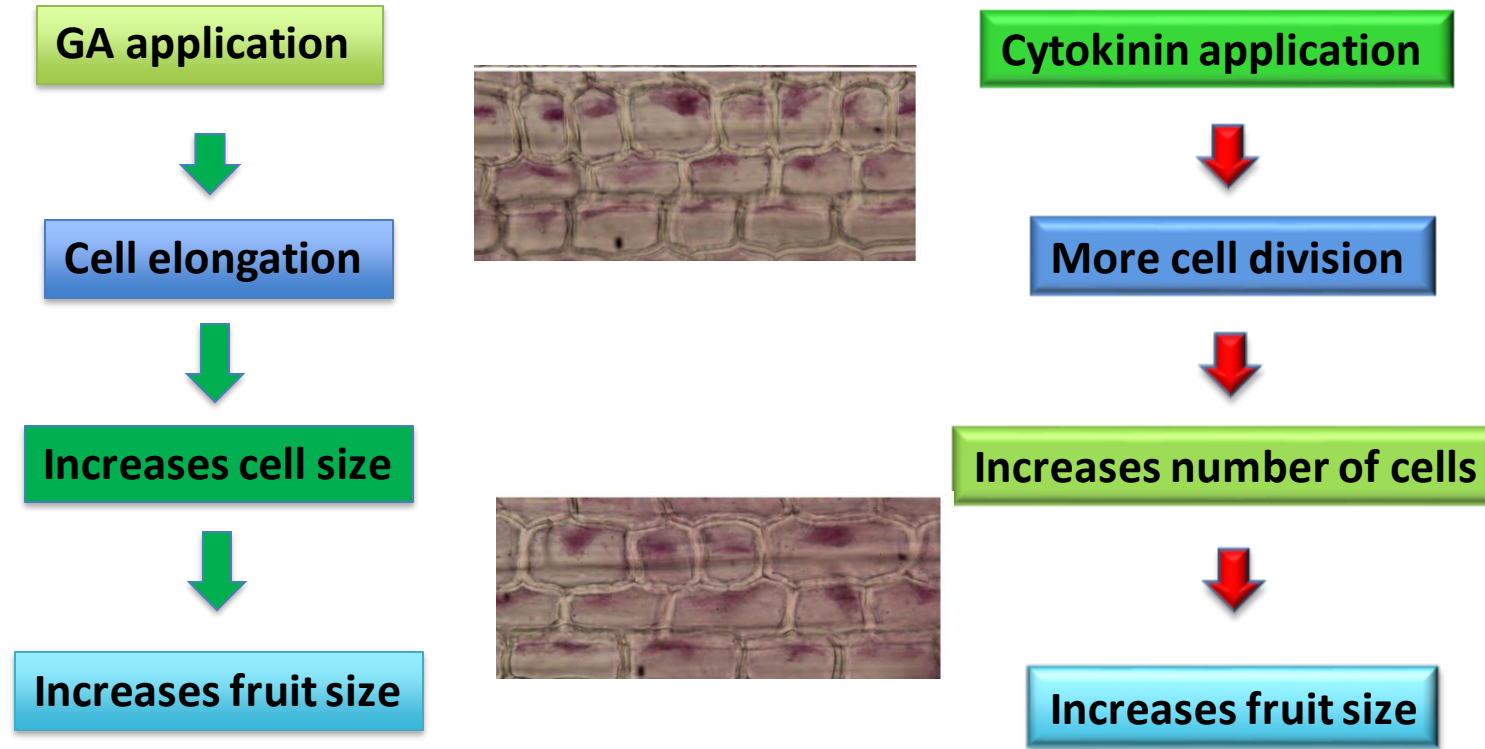 GA application
Cell elongation
Increases cell size
Increases fruit size
Cytokinin application
More cell division
Increases number of cells
Increases fruit size